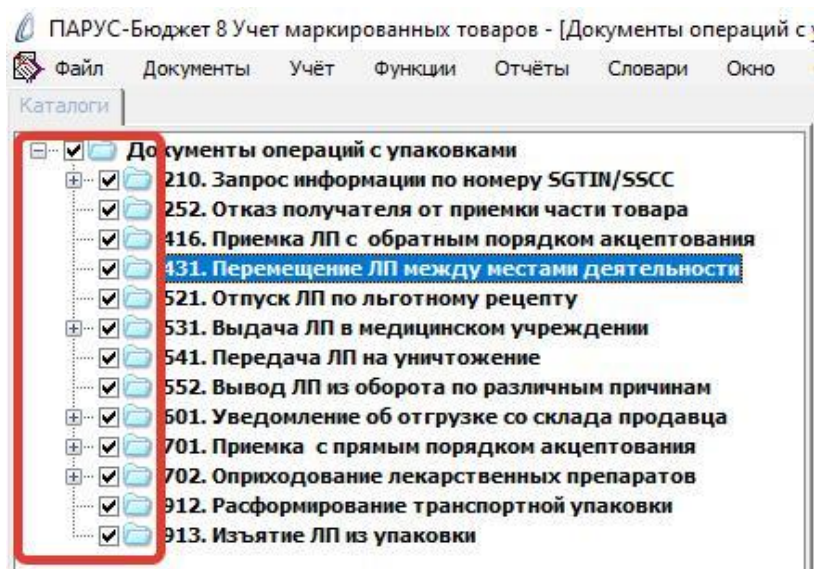 ПАРУС-Бюджет 8 Учет маркированных товаров - [Документы операций с у
Файл Документы Учёт Функции Отчёты Словари Окно
Каталоги
Документы операций с упаковками
210. Запрос информации по номеру SGTIN/SSCC
252. Отказ получателя от приемки части товара
416. Приемка ЛП с обратным порядком акцептования
431. Перемещение ЛП между местами деятельности
521. Отпуск ЛП по льготному рецепту
531. Выдача ЛП в медицинском учреждении
541. Передача ЛП на уничтожение
552. Вывод ЛП из оборота по различным причинам
601. Уведомление об отгрузке со склада продавца
701. Приемка с прямым порядком акцептования
702. Оприходование лекарственных препаратов
912. Расформирование транспортной упаковки
913. Изъятие ЛП из упаковки